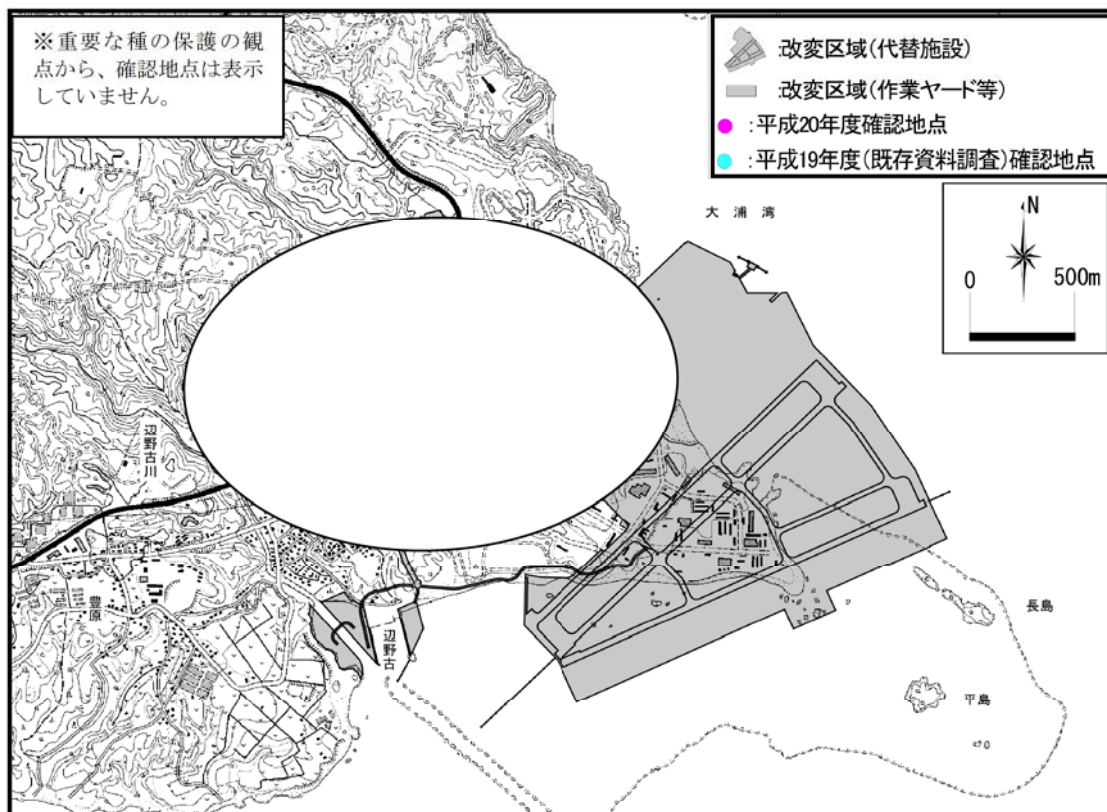 ※重要な種の保護の観
点から、確認地点は表示
していません。
:改変区域(代替施設)
:改変区域(作業ヤード等)
:平成20年度確認地点
:平成19年度(既存資料調査)確認地点
大浦湾
N
0 500m
辺野古川
豊原
辺野古
長島
平島